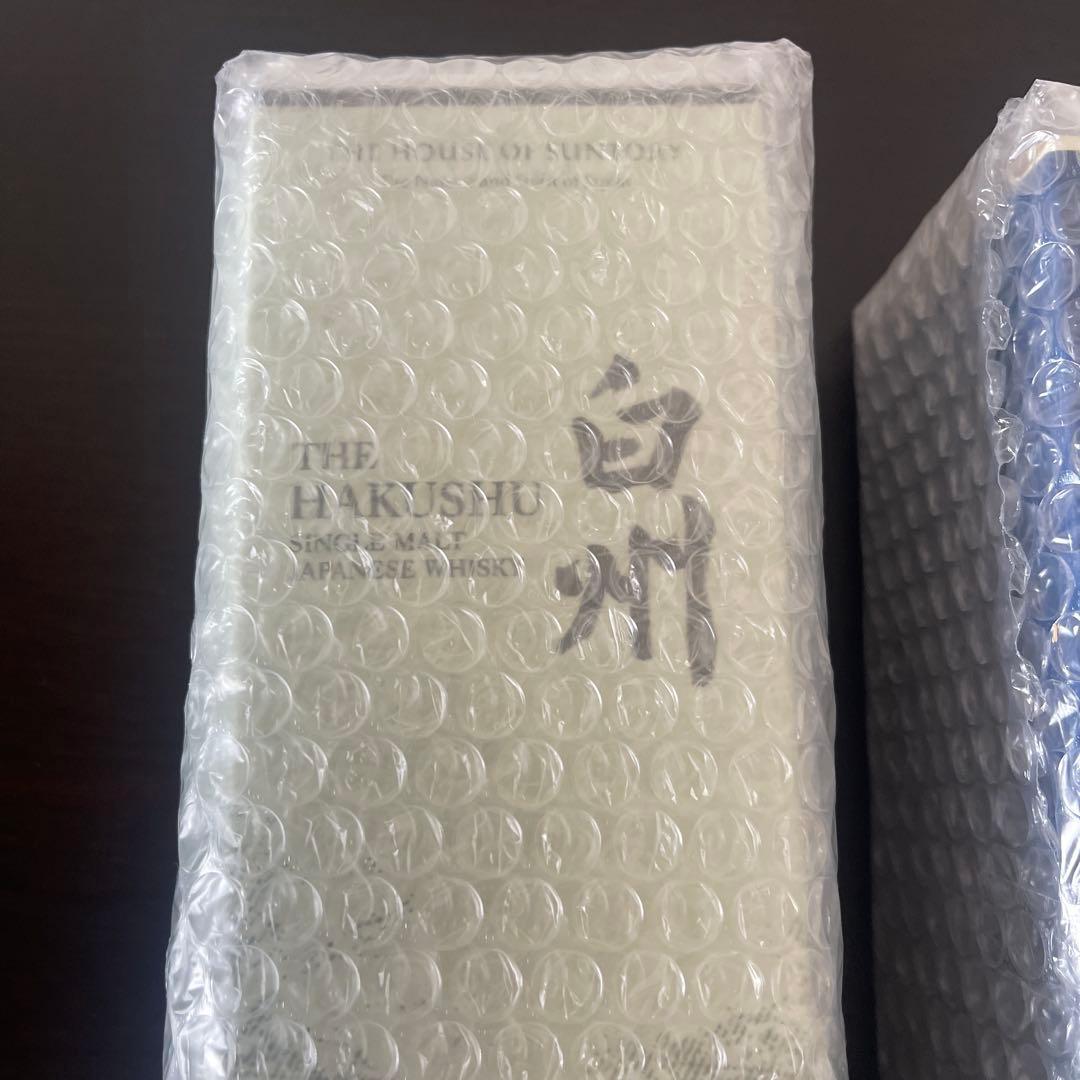 THE HOUSE OF SUNTORY
THE
HAKUSHU
SINGLE MALT
JAPANESE WHISKY
白州